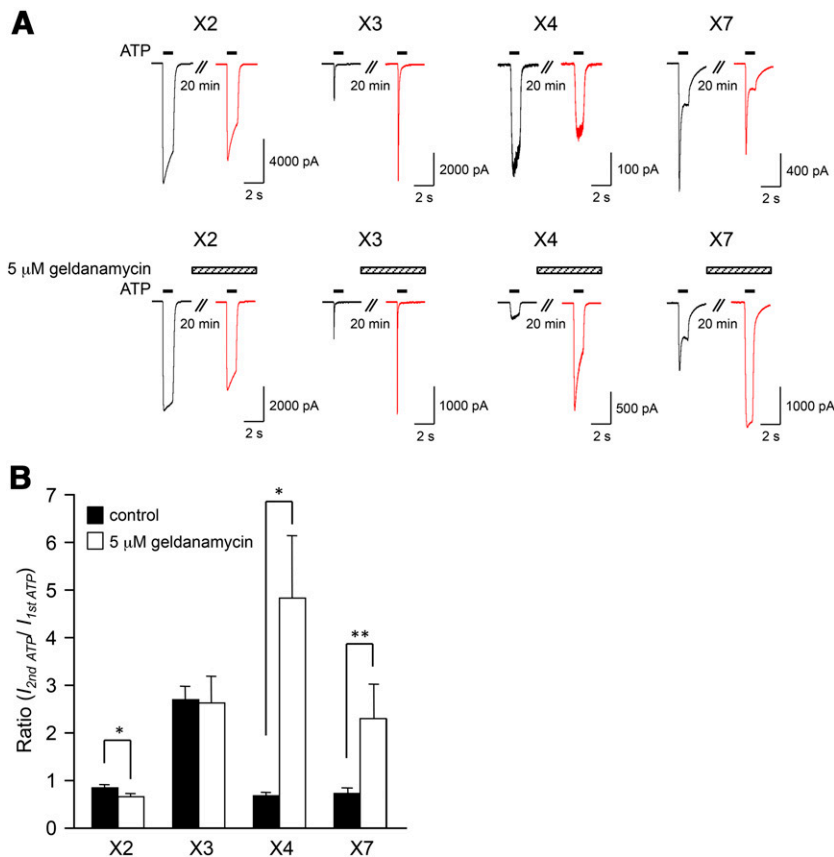 A
X2 X3 X4 X7
ATP
20 min 20 min 20 min 20 min
4000 pA 2000 pA 100 pA 400 pA
2 s 2 s 2 s 2 s
X2 X3 X4 X7
5 μM geldanamycin
ATP
20 min 20 min 20 min 20 min
2000 pA 1000 pA 500 pA 1000 pA
2 s 2 s 2 s 2 s
B
Ratio (I2nd ATP/ I1st ATP)
7
6
5
4
3
2
1
0
control
5 μM geldanamycin
*
*
**
X2 X3 X4 X7